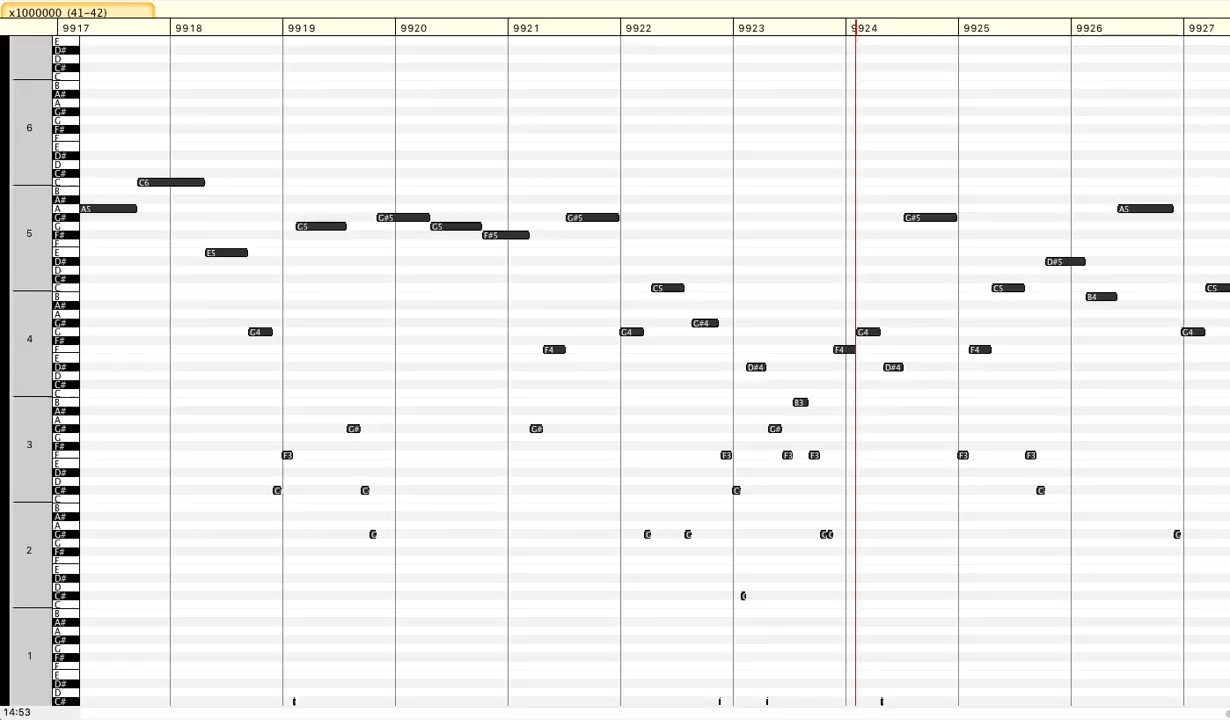 x1000000 (41-42)
9917 9918 9919 9920 9921 9922 9923 9924 9925 9926 9927
E
D#
D
C#
C
B
A#
A
G#
G
F#
F
E
D#
D
C#
C C6
B
A#
A A5 A5
G# G#5 G#5 G#5
G G5 G5
F# F#5
F
E E5
D# D#5
D
C#
C C5 C5 C5
B B4
A#
A
G# G#4
G G4 G4 G4 G4
F#
F F4 F4 F4
E
D# D#4 D#4
D
C#
C
B B3
A#
A
G# G# G# G#
G
F#
F F3 F3 F3 F3 F3 F3
E
D#
D
C# C C C C
C
B
A#
A
G#
G
F#
F
E
D#
D
C#
C
B
A#
A
G#
G
F#
F
E
D#
D
C#
6
5
4
3
2
1
14:53